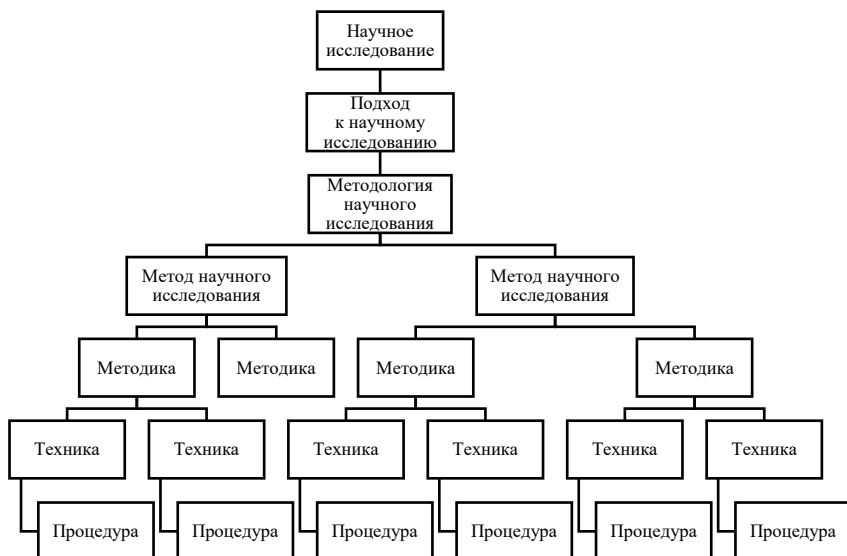 Научное
исследование
Подход
к научному
исследованию
Методология
научного
исследования
Метод научного
исследования
Метод научного
исследования
Методика
Методика
Методика
Методика
Техника
Техника
Техника
Техника
Техника
Техника
Процедура
Процедура
Процедура
Процедура
Процедура
Процедура